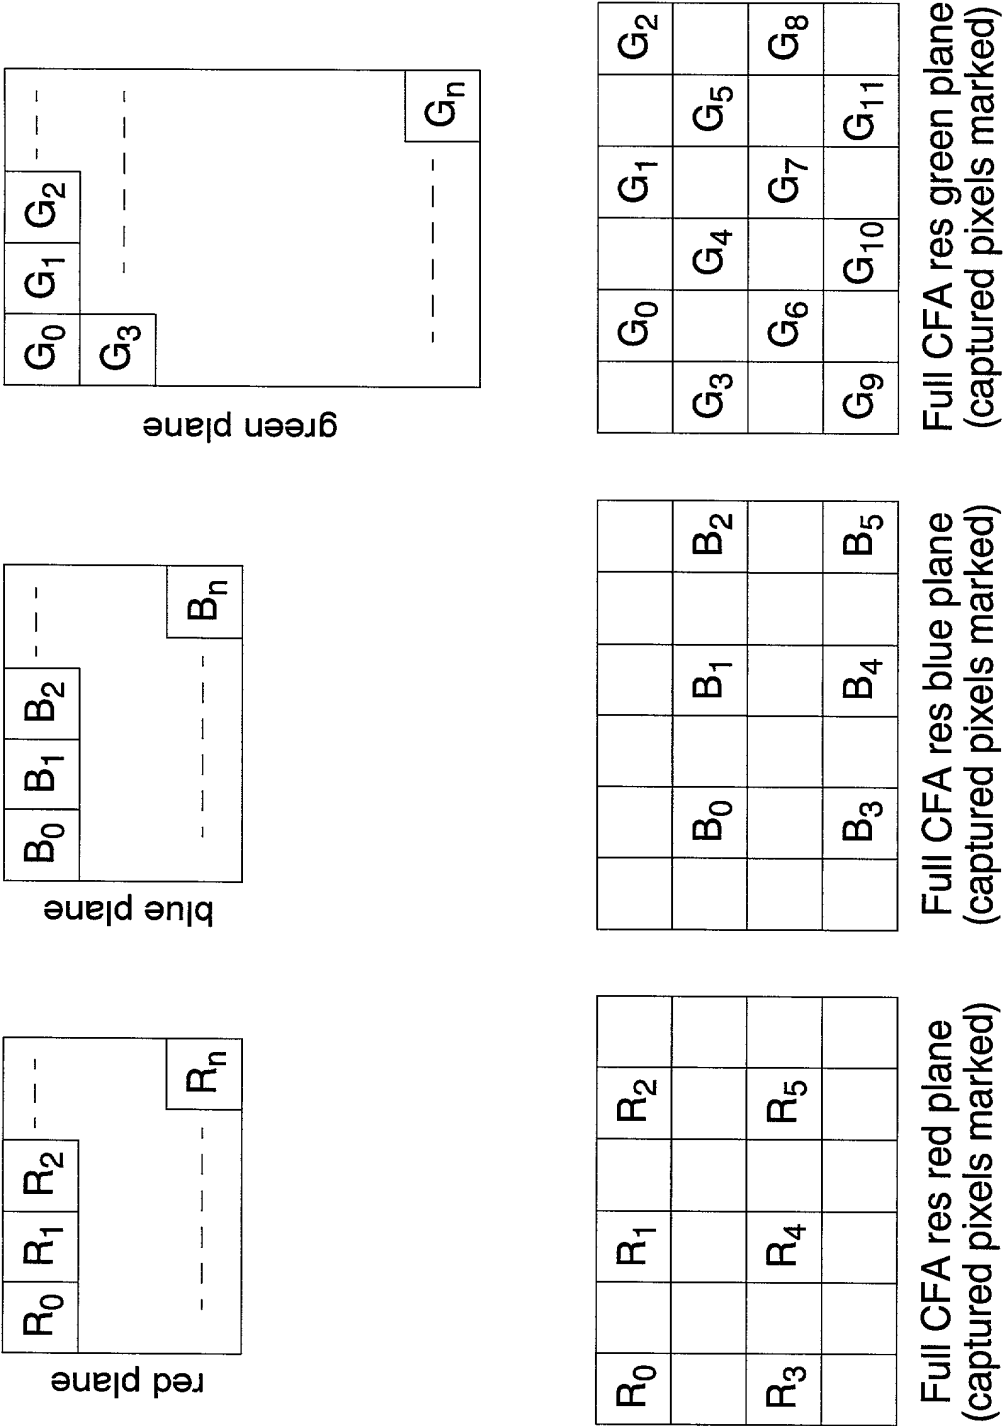 red plane
R0 R1 R2
Rn
blue plane
B0 B1 B2
Bn
green plane
G0 G1 G2
G3
Gn
R0 R1 R2
R3 R4 R5
Full CFA res red plane
(captured pixels marked)
B0 B1 B2
B3 B4 B5
Full CFA res blue plane
(captured pixels marked)
G0 G1 G2
G3 G4 G5
G6 G7 G8
G9 G10 G11
Full CFA res green plane
(captured pixels marked)